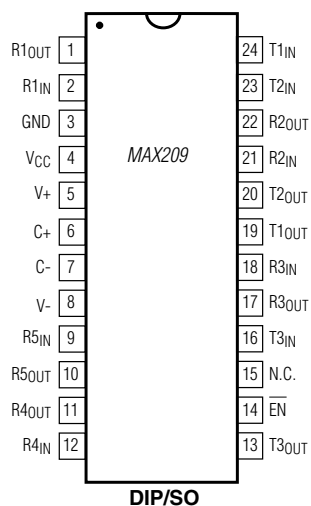 R1OUT 1 24 T1IN
R1IN 2 23 T2IN
GND 3 22 R2OUT
VCC 4 MAX209 21 R2IN
V+ 5 20 T2OUT
C+ 6 19 T1OUT
C- 7 18 R3IN
V- 8 17 R3OUT
R5IN 9 16 T3IN
R5OUT 10 15 N.C.
R4OUT 11 14 E̅N̅
R4IN 12 13 T3OUT
DIP/SO